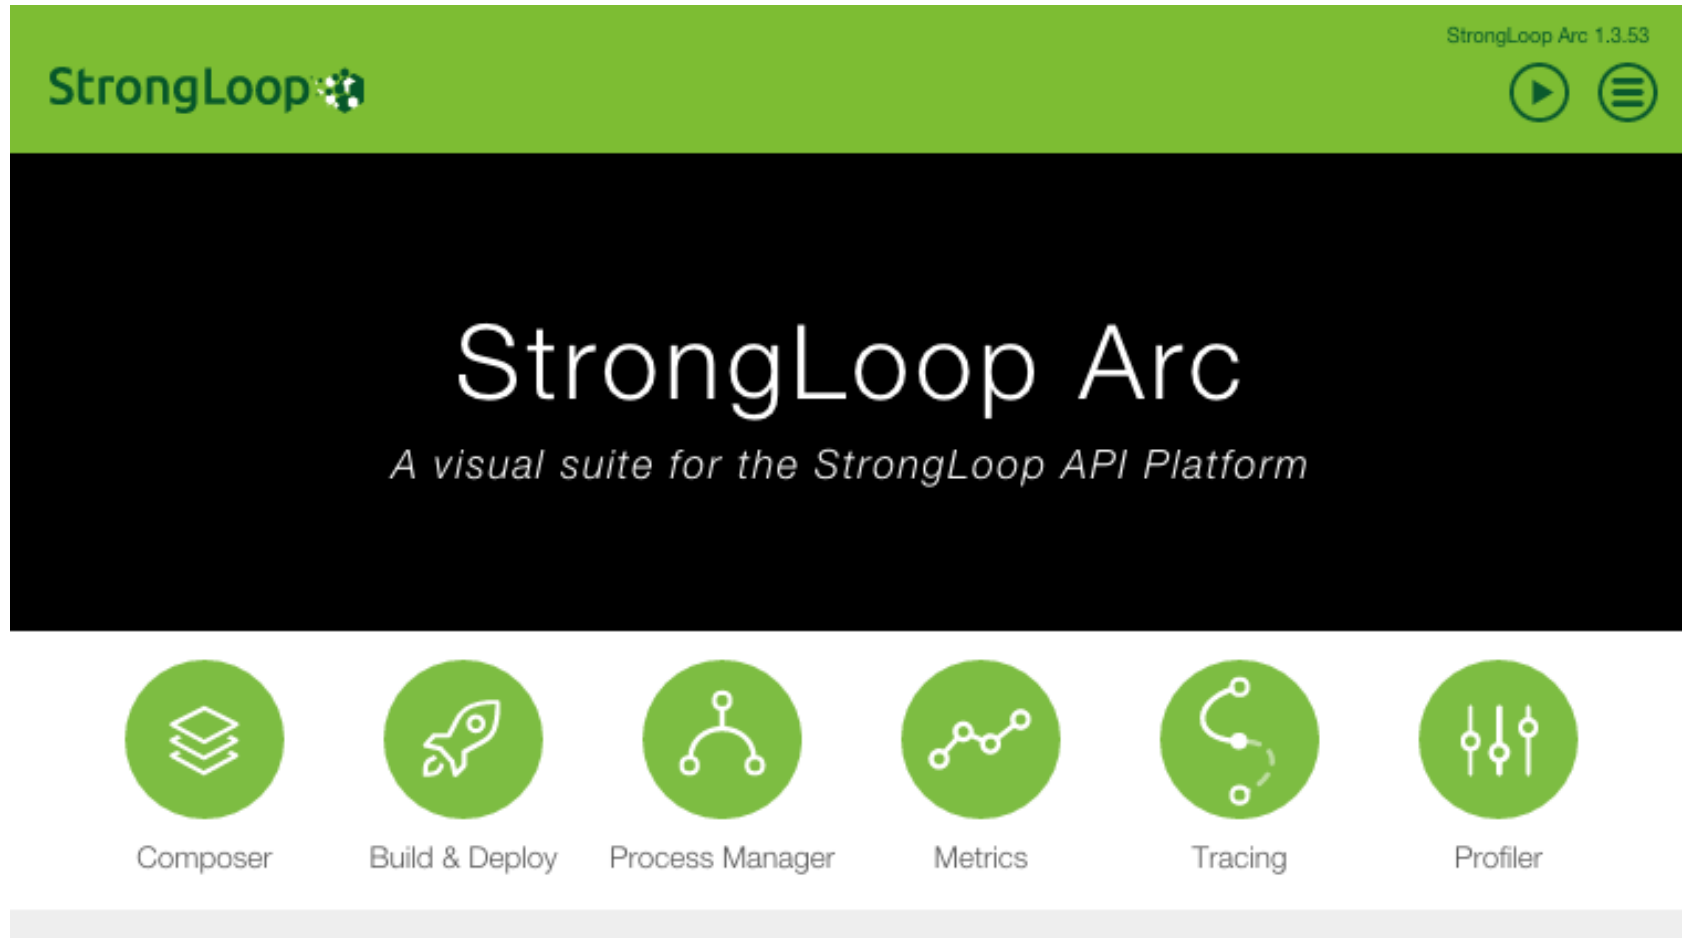 StrongLoop Arc 1.3.53
StrongLoop
StrongLoop Arc
A visual suite for the StrongLoop API Platform
Composer
Build & Deploy
Process Manager
Metrics
Tracing
Profiler